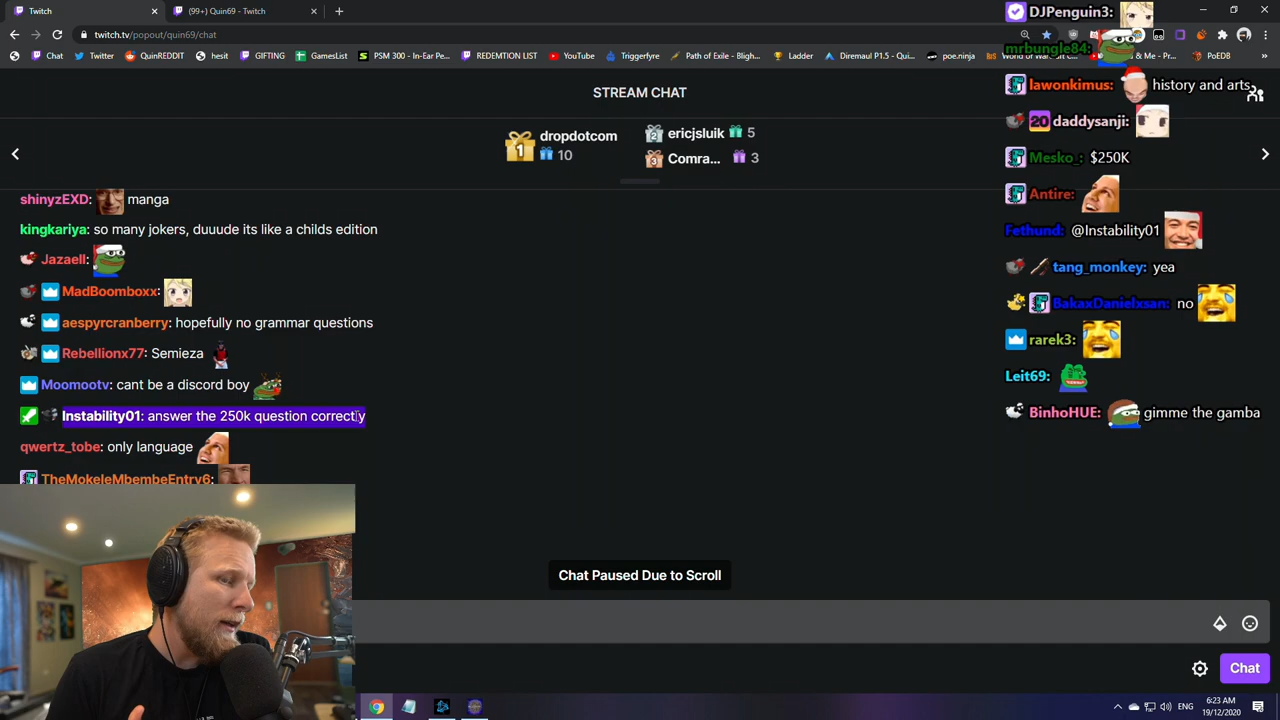 Twitch
(99+) Quin69 - Twitch
twitch.tv/popout/quin69/chat
Chat
Twitter
QuinREDDIT
hesit
GIFTING
GamesList
PSM PC - In-Game Pe...
REDEMTION LIST
YouTube
Triggerfyre
Path of Exile - Bligh...
Ladder
Diremaul P1.5 - Qui...
poe.ninja
PoEDB
STREAM CHAT
dropdotcom
10
ericjsluik 5
Comra... 3
shinyzEXD: manga
kingkariya: so many jokers, duuude its like a childs edition
Jazaell:
MadBoomboxx:
aespyrcranberry: hopefully no grammar questions
Rebellionx77: Semieza
Moomootv: cant be a discord boy
Instability01: answer the 250k question correctly
qwertz_tobe: only language
TheMokeleMbembeEntry6:
Chat Paused Due to Scroll
Chat
DJPenguin3:
mrbungle84:
lawonkimus: history and arts
20 daddysanji:
Mesko_: $250K
Antire:
Fethund: @Instability01
tang_monkey: yea
BakaxDanielxsan: no
rarek3:
Leit69:
BinhoHUE: gimme the gamba
ENG
6:23 AM
19/12/2020